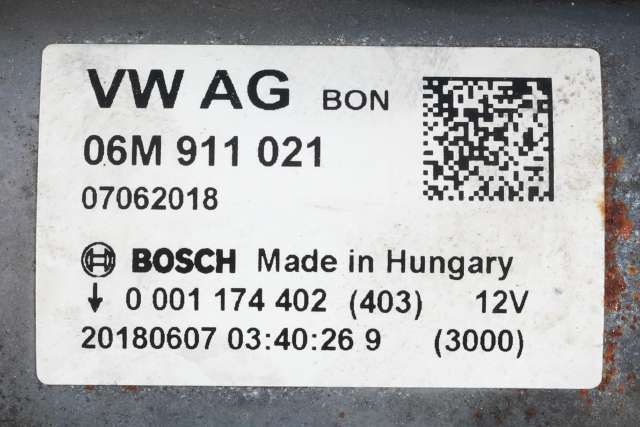 VW AG BON
06M 911 021
07062018
BOSCH Made in Hungary
0 001 174 402 (403) 12V
20180607 03:40:26 9 (3000)